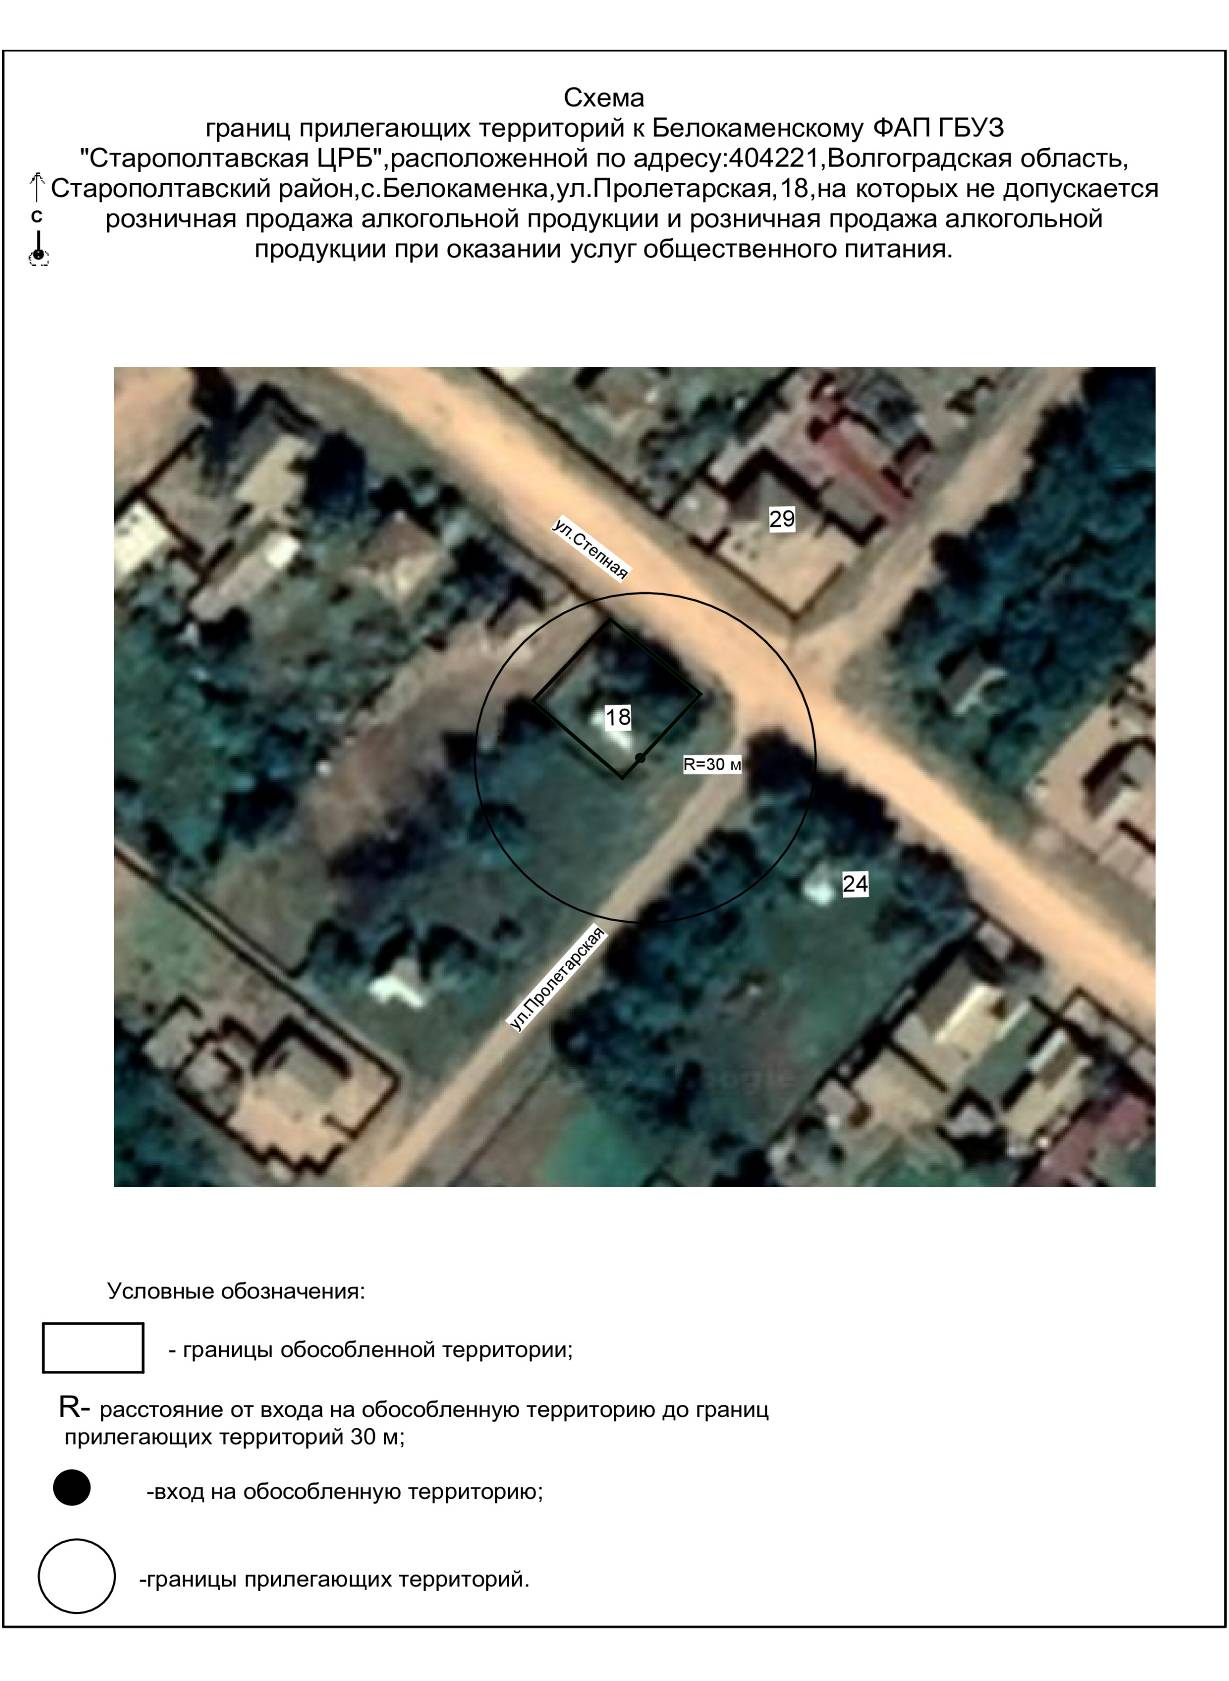 Схема
границ прилегающих территорий к Белокаменскому ФАП ГБУЗ
"Старополтавская ЦРБ",расположенной по адресу:404221,Волгоградская область,
Старополтавский район,с.Белокаменка,ул.Пролетарская,18,на которых не допускается
розничная продажа алкогольной продукции и розничная продажа алкогольной
продукции при оказании услуг общественного питания.
С
29
ул.Степная
18
R=30 м
24
ул.Пролетарская
Условные обозначения:
- границы обособленной территории;
R- расстояние от входа на обособленную территорию до границ
прилегающих территорий 30 м;
-вход на обособленную территорию;
-границы прилегающих территорий.